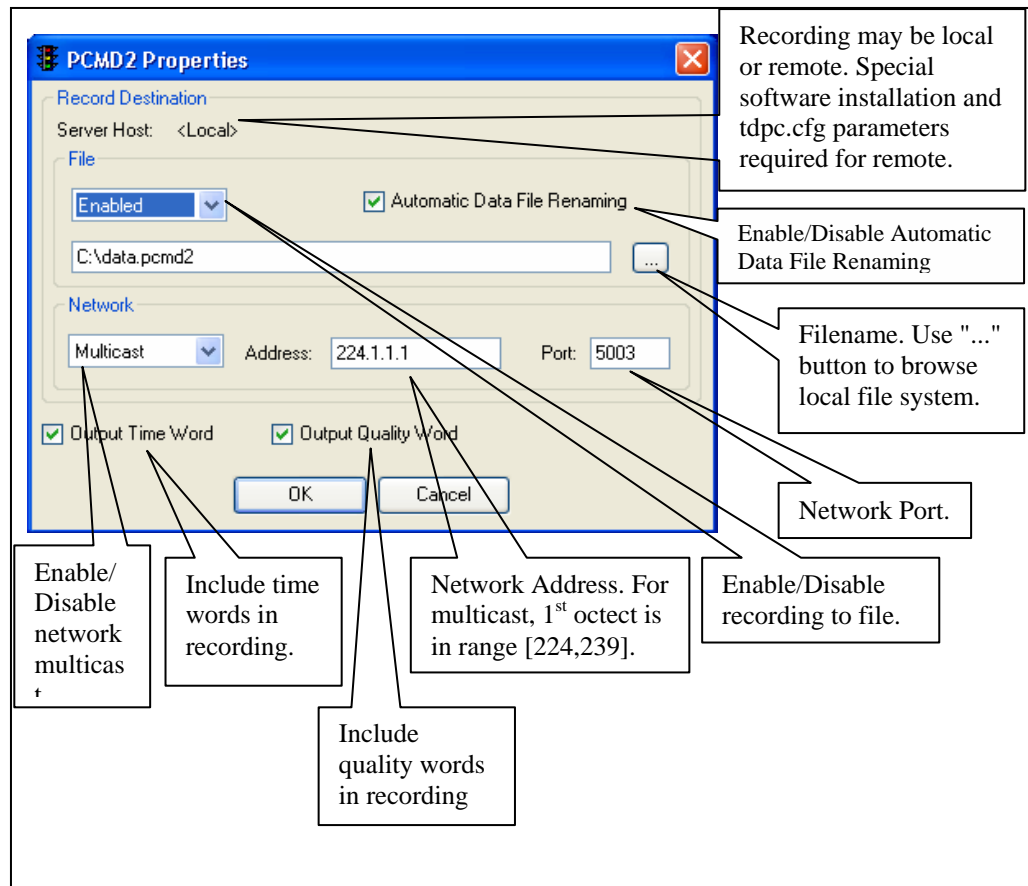 PCMD2 Properties
Record Destination
Server Host: <Local>
File
Enabled
Automatic Data File Renaming
C:\data.pcmd2
...
Network
Multicast
Address: 224.1.1.1
Port: 5003
Output Time Word
Output Quality Word
OK
Cancel
Recording may be local
or remote. Special
software installation and
tdpc.cfg parameters
required for remote.
Enable/Disable Automatic
Data File Renaming
Filename. Use "..."
button to browse
local file system.
Network Port.
Enable/
Disable
network
multicas
t
Include time
words in
recording.
Network Address. For
multicast, 1st octect is
in range [224,239].
Enable/Disable
recording to file.
Include
quality words
in recording